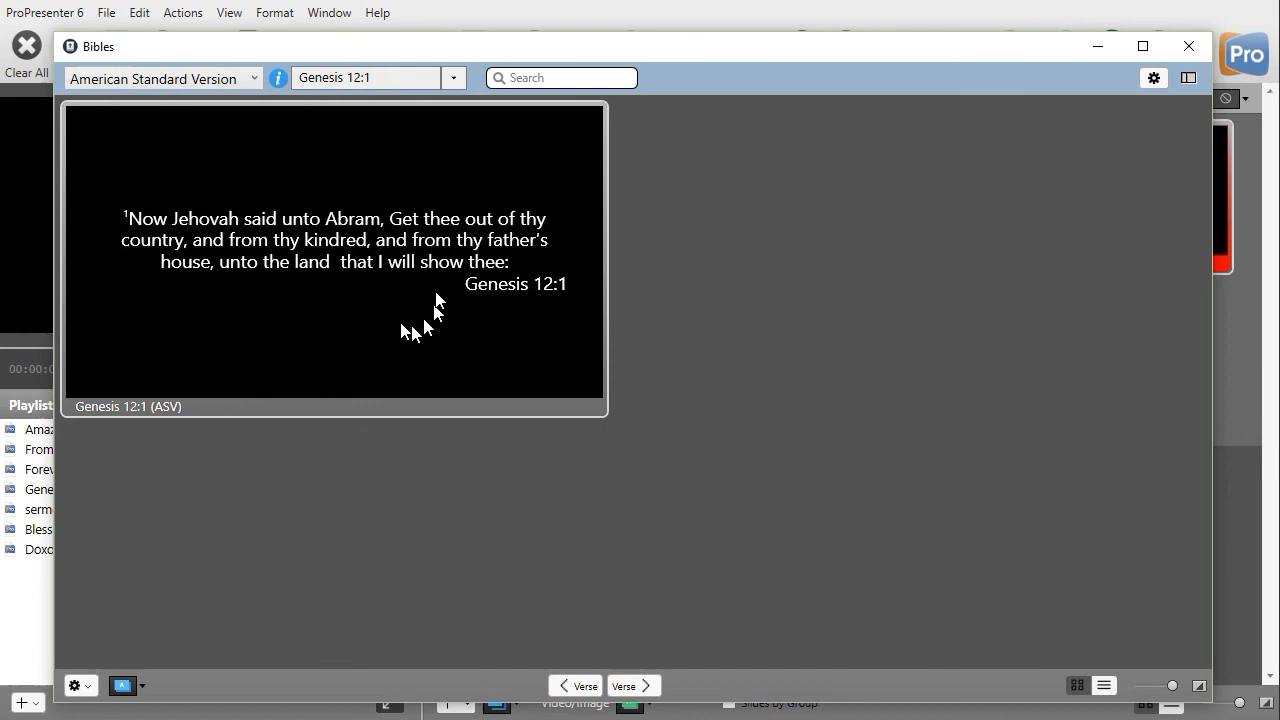 ProPresenter 6 File Edit Actions View Format Window Help
Clear All
Bibles
Pro
American Standard Version
i
Genesis 12:1
Search
1Now Jehovah said unto Abram, Get thee out of thy
country, and from thy kindred, and from thy father's
house, unto the land that I will show thee:
Genesis 12:1
Genesis 12:1 (ASV)
00:00:0
Playlist
Amaz
From
Forev
Gene
serm
Bless
Doxo
Verse Verse
Video/Image
Slides by Group